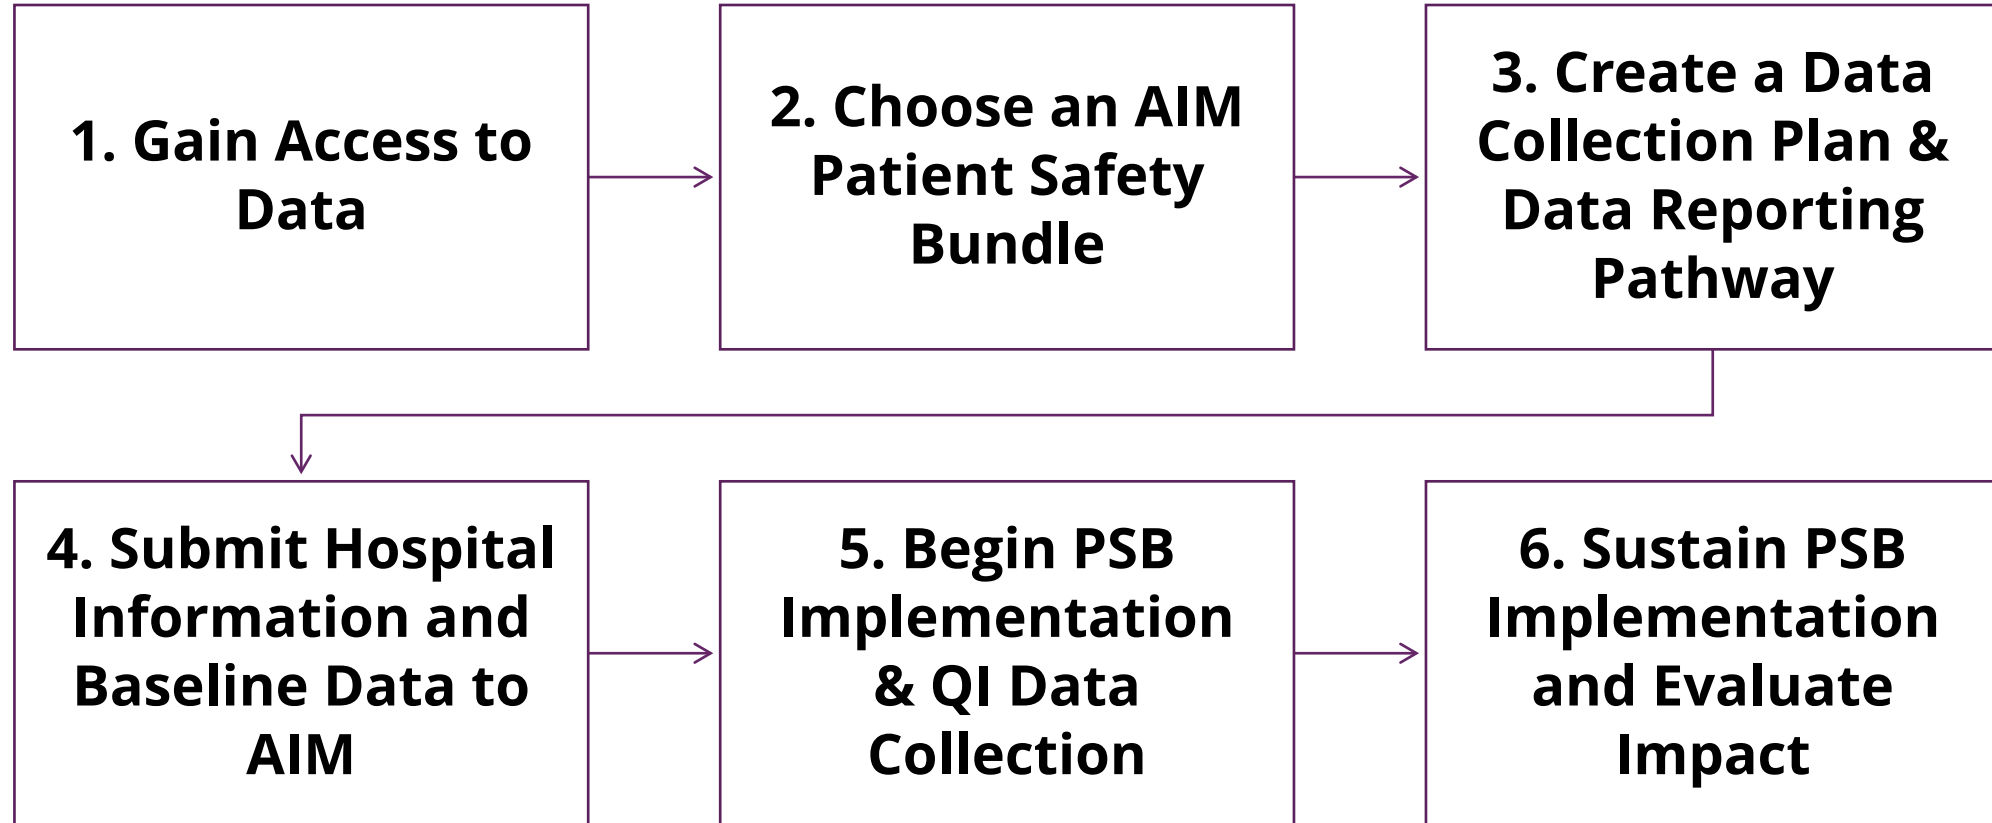 1. Gain Access to
Data
2. Choose an AIM
Patient Safety
Bundle
3. Create a Data
Collection Plan &
Data Reporting
Pathway
4. Submit Hospital
Information and
Baseline Data to
AIM
5. Begin PSB
Implementation
& QI Data
Collection
6. Sustain PSB
Implementation
and Evaluate
Impact